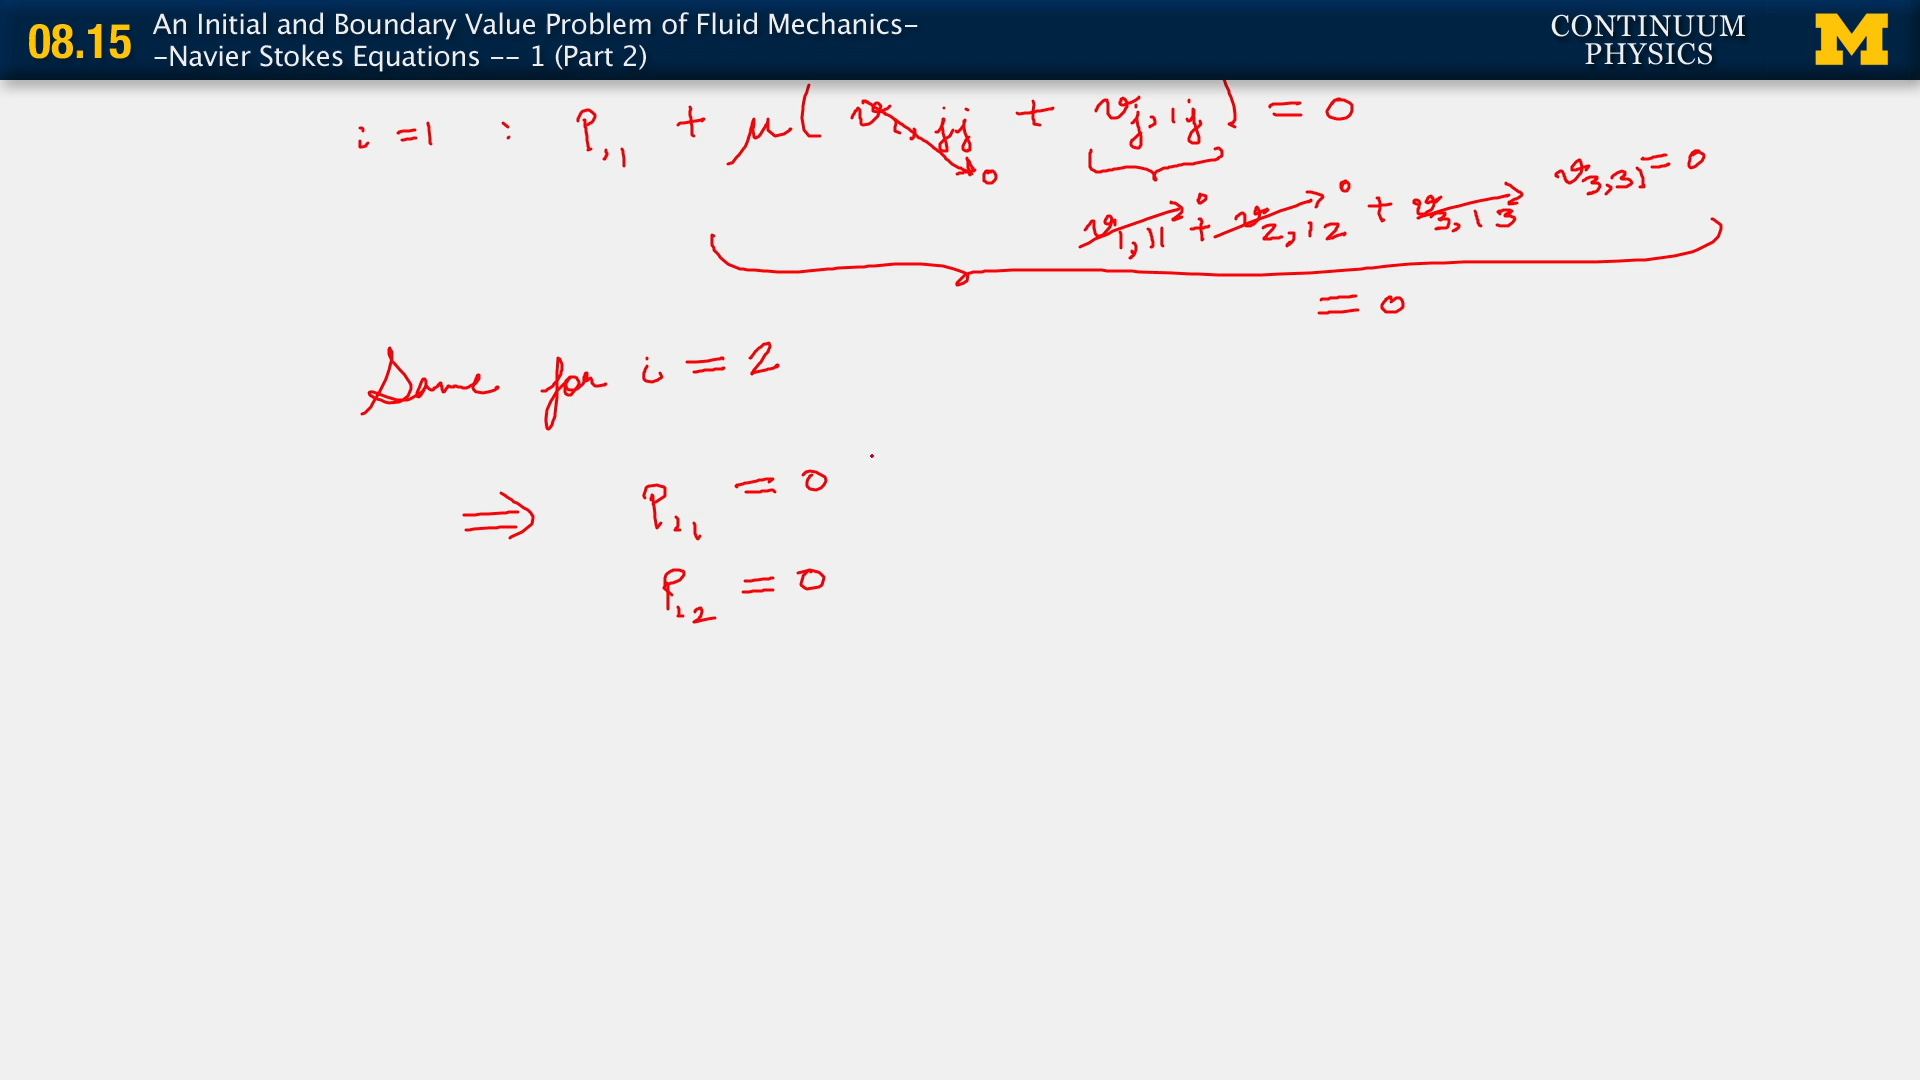 08.15
An Initial and Boundary Value Problem of Fluid Mechanics-
-Navier Stokes Equations -- 1 (Part 2)
CONTINUUM
PHYSICS
M
i = 1 : P,1 + μ( v1,jj + vj,1j ) = 0
0
v1,11 0 + v2,12 0 + v3,13 v3,31 = 0
= 0
Same for i = 2
⇒ P,1 = 0
P,2 = 0